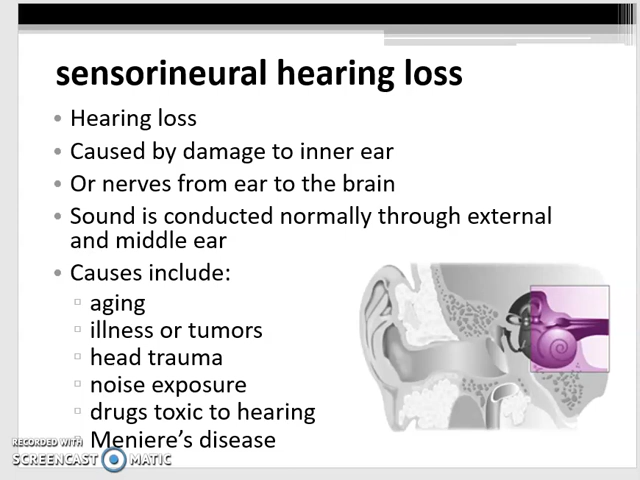 sensorineural hearing loss
• Hearing loss
• Caused by damage to inner ear
• Or nerves from ear to the brain
• Sound is conducted normally through external
and middle ear
• Causes include:
▫ aging
▫ illness or tumors
▫ head trauma
▫ noise exposure
▫ drugs toxic to hearing
▫ Meniere’s disease
RECORDED WITH
SCREENCAST MATIC